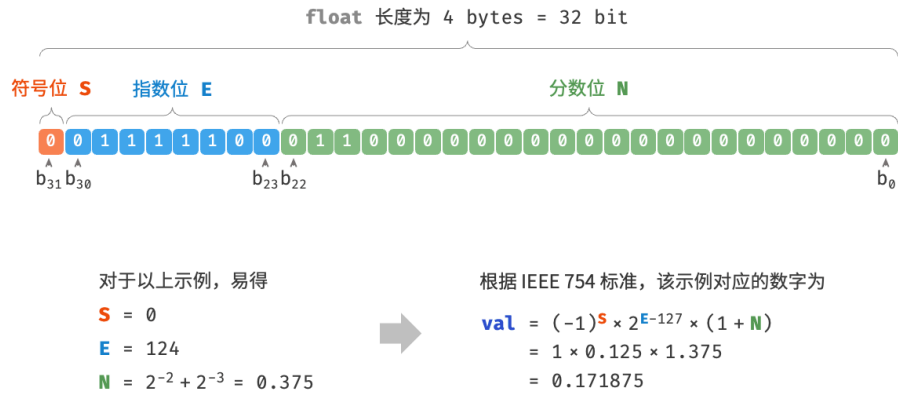 float 长度为 4 bytes = 32 bit
符号位 S 指数位 E 分数位 N
0 0 1 1 1 1 1 0 0 0 1 1 0 0 0 0 0 0 0 0 0 0 0 0 0 0 0 0 0 0 0 0
b₃₁ b₃₀ b₂₃ b₂₂ b₀
对于以上示例，易得
S = 0
E = 124
N = 2⁻² + 2⁻³ = 0.375
根据 IEEE 754 标准，该示例对应的数字为
val = (-1)ˢ × 2ᴱ⁻¹²⁷ × (1 + N)
= 1 × 0.125 × 1.375
= 0.171875